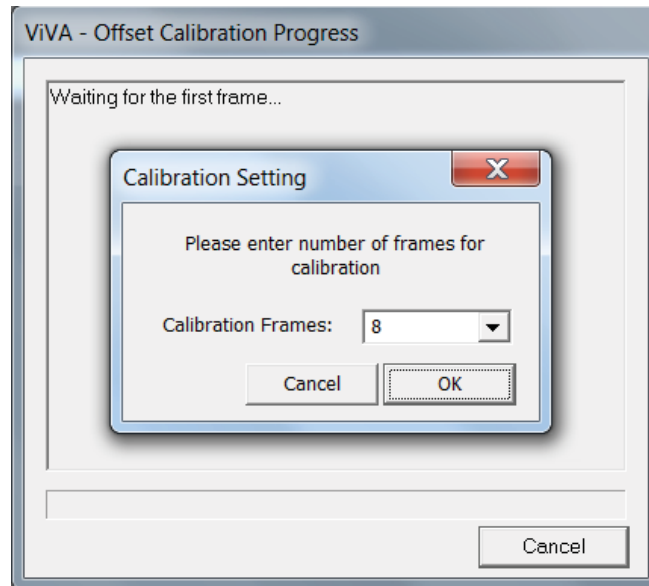 ViVA - Offset Calibration Progress
Waiting for the first frame...
Calibration Setting
X
Please enter number of frames for
calibration
Calibration Frames: 8
Cancel OK
Cancel